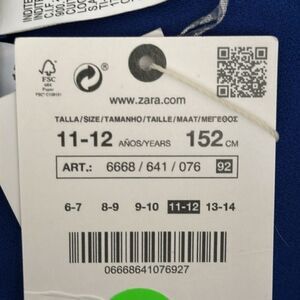 FSC
www.zara.com
TALLA/SIZE/TAMANHO/TAILLE/MAAT/ΜΕΓΕΘΟΣ
11-12 AÑOS/YEARS 152 CM
ART.: 6668 / 641 / 076 92
6-7 8-9 9-10 11-12 13-14
06668641076927